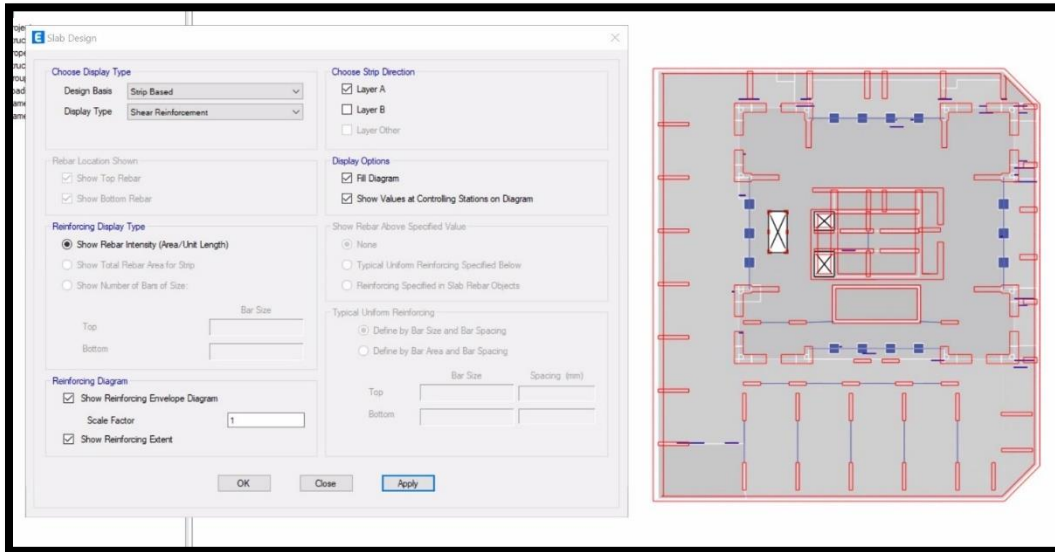 E Slab Design
Choose Display Type
Design Basis Strip Based
Display Type Shear Reinforcement
Choose Strip Direction
Layer A
Layer B
Layer Other
Rebar Location Shown
Show Top Rebar
Show Bottom Rebar
Display Options
Fill Diagram
Show Values at Controlling Stations on Diagram
Reinforcing Display Type
Show Rebar Intensity (Area/Unit Length)
Show Total Rebar Area for Strip
Show Number of Bars of Size:
Bar Size
Top
Bottom
Show Rebar Above Specified Value
None
Typical Uniform Reinforcing Specified Below
Reinforcing Specified in Slab Rebar Objects
Typical Uniform Reinforcing
Define by Bar Size and Bar Spacing
Define by Bar Area and Bar Spacing
Bar Size Spacing (mm)
Top
Bottom
Reinforcing Diagram
Show Reinforcing Envelope Diagram
Scale Factor 1
Show Reinforcing Extent
OK Close Apply